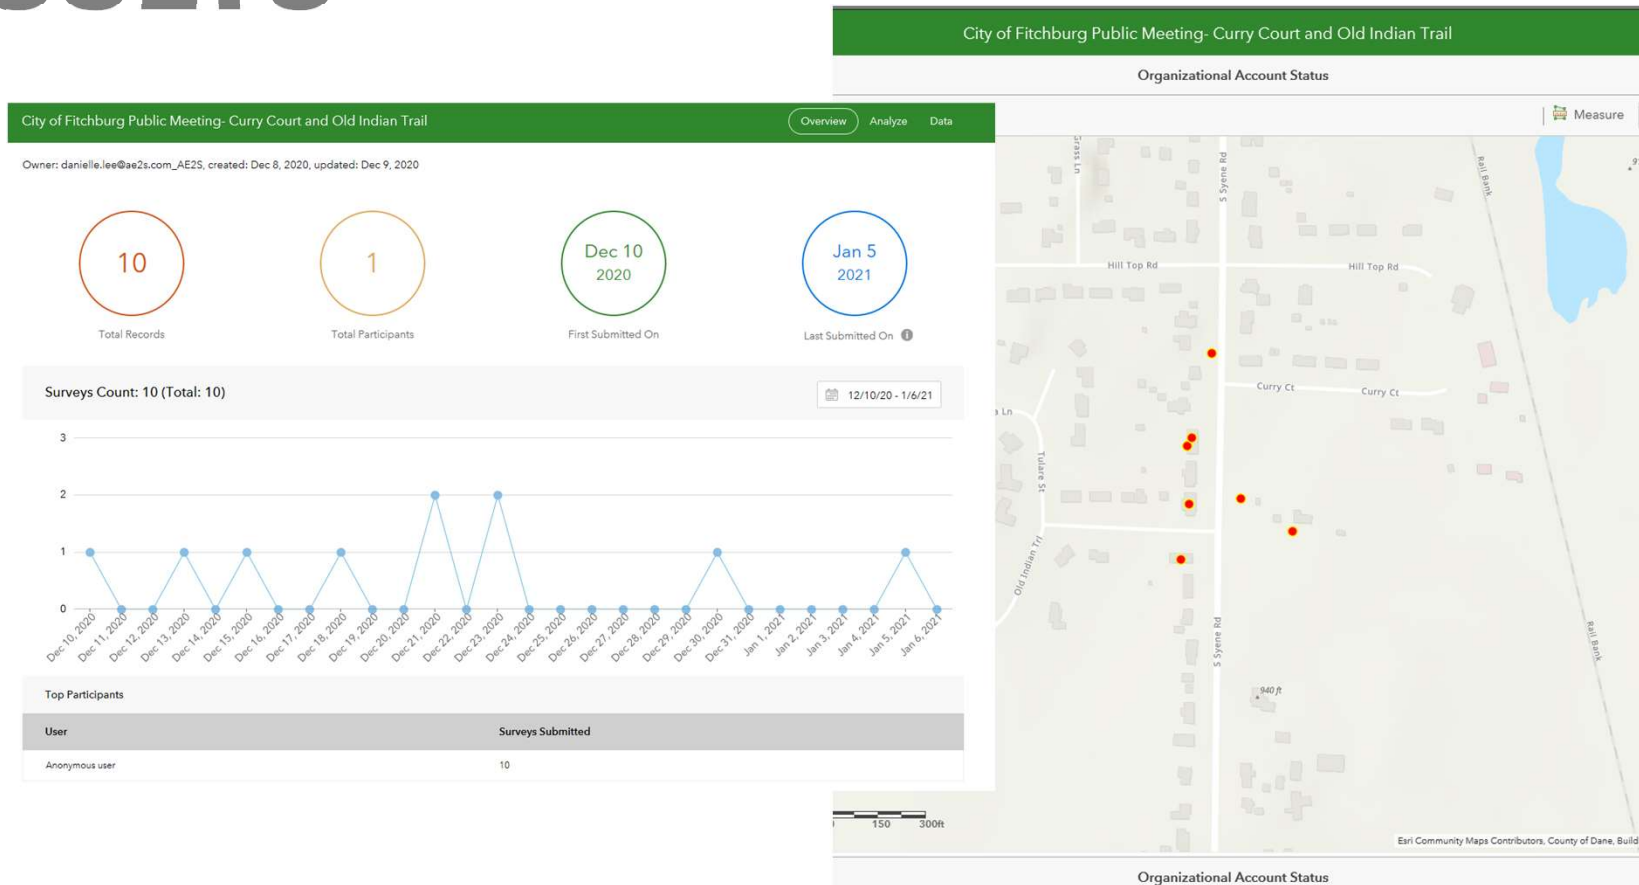 City of Fitchburg Public Meeting- Curry Court and Old Indian Trail
Overview
Analyze
Data
Owner: danielle.lee@ae2s.com_AE2S, created: Dec 8, 2020, updated: Dec 9, 2020
10
Total Records
1
Total Participants
Dec 10
2020
First Submitted On
Jan 5
2021
Last Submitted On
Surveys Count: 10 (Total: 10)
12/10/20 - 1/6/21
3
2
1
0
Dec 10, 2020
Dec 11, 2020
Dec 12, 2020
Dec 13, 2020
Dec 14, 2020
Dec 15, 2020
Dec 16, 2020
Dec 17, 2020
Dec 18, 2020
Dec 19, 2020
Dec 20, 2020
Dec 21, 2020
Dec 22, 2020
Dec 23, 2020
Dec 24, 2020
Dec 25, 2020
Dec 26, 2020
Dec 27, 2020
Dec 28, 2020
Dec 29, 2020
Dec 30, 2020
Dec 31, 2020
Jan 1, 2021
Jan 2, 2021
Jan 3, 2021
Jan 4, 2021
Jan 5, 2021
Jan 6, 2021
Top Participants
User Surveys Submitted
Anonymous user 10
City of Fitchburg Public Meeting- Curry Court and Old Indian Trail
Organizational Account Status
Measure
S Syene Rd
Rail Bank
Hill Top Rd
Hill Top Rd
Curry Ct
Curry Ct
Ln
Tulare St
Old Indian Trl
S Syene Rd
Rail Bank
940 ft
150 300ft
Esri Community Maps Contributors, County of Dane, Build
Organizational Account Status